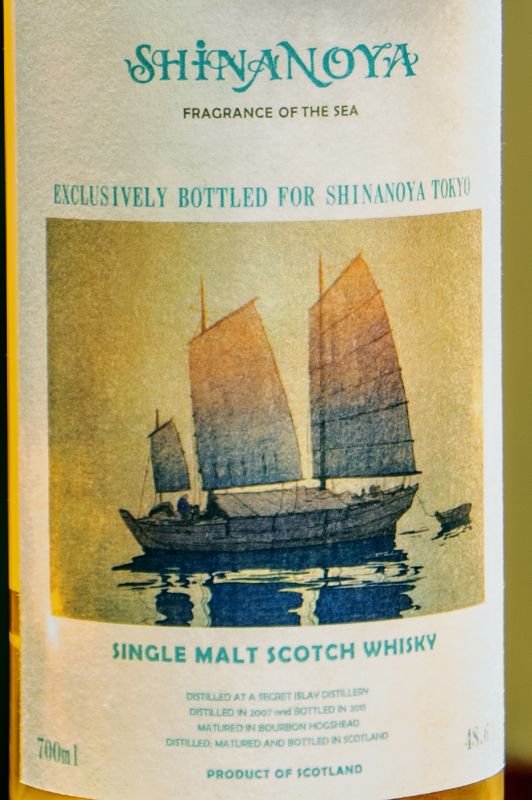 SHINANOYA
FRAGRANCE OF THE SEA
EXCLUSIVELY BOTTLED FOR SHINANOYA TOKYO
SINGLE MALT SCOTCH WHISKY
DISTILLED AT A SECRET ISLAY DISTILLERY
DISTILLED IN 2007 and BOTTLED IN
MATURED IN BOURBON HOGSHEAD
DISTILLED, MATURED AND BOTTLED IN SCOTLAND
700ml
48.6
PRODUCT OF SCOTLAND